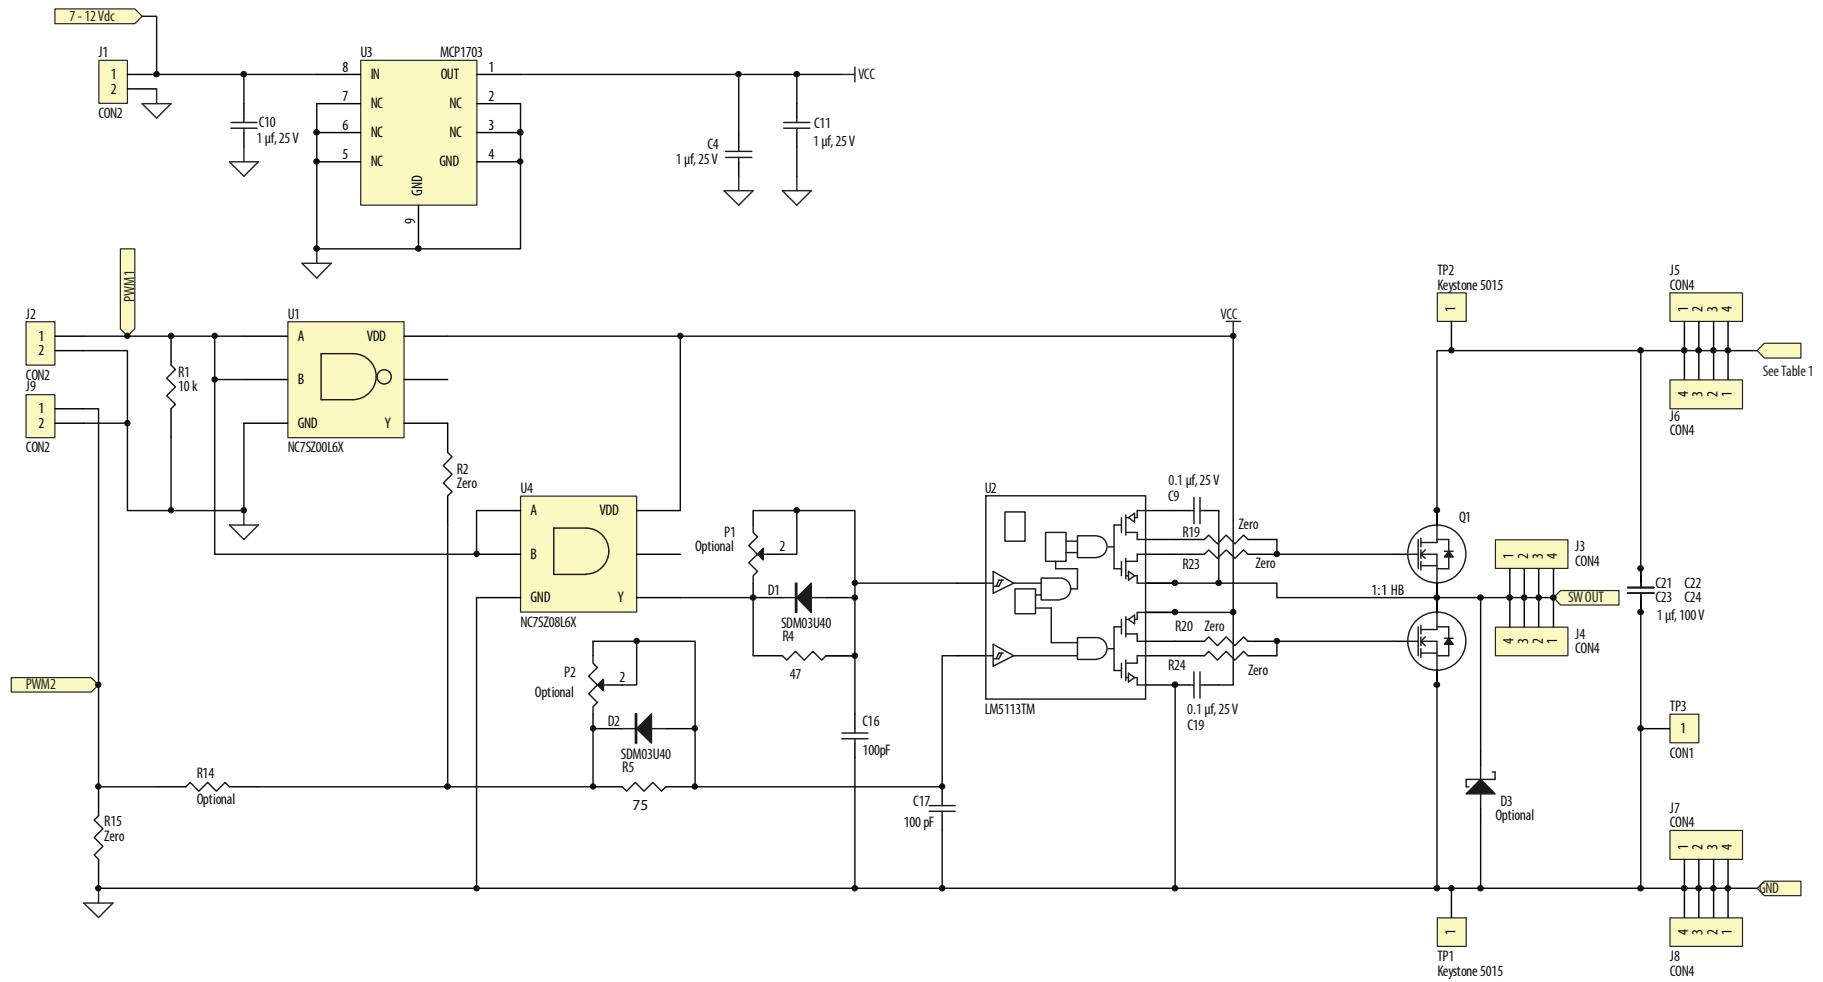 7 - 12 Vdc
J1
1
2
CON2
C10
1 µf, 25 V
U3
MCP1703
8
IN
OUT
1
7
NC
NC
2
6
NC
NC
3
5
NC
GND
4
GND
9
C4
1 µf, 25 V
C11
1 µf, 25 V
VCC
PWM1
J2
1
2
CON2
J9
1
2
CON2
R1
10 k
U1
A
VDD
B
GND
Y
NC7SZ00L6X
R2
Zero
U4
A
VDD
B
GND
Y
NC7SZ08L6X
P1
Optional
2
D1
SDM03U40
R4
47
P2
Optional
2
D2
SDM03U40
R5
75
C16
100pF
C17
100 pF
PWM2
R14
Optional
R15
Zero
VCC
U2
LM5113TM
0.1 µf, 25 V
C9
R19
Zero
R23
Zero
R20
Zero
R24
Zero
0.1 µf, 25 V
C19
1:1 HB
Q1
TP2
Keystone 5015
1
J5
CON4
1 2 3 4
See Table 1
4 3 2 1
J6
CON4
1 2 3 4
J3
CON4
SW OUT
4 3 2 1
J4
CON4
C21 C22
C23 C24
1 µf, 100 V
TP3
1
CON1
D3
Optional
J7
CON4
1 2 3 4
GND
4 3 2 1
J8
CON4
1
TP1
Keystone 5015